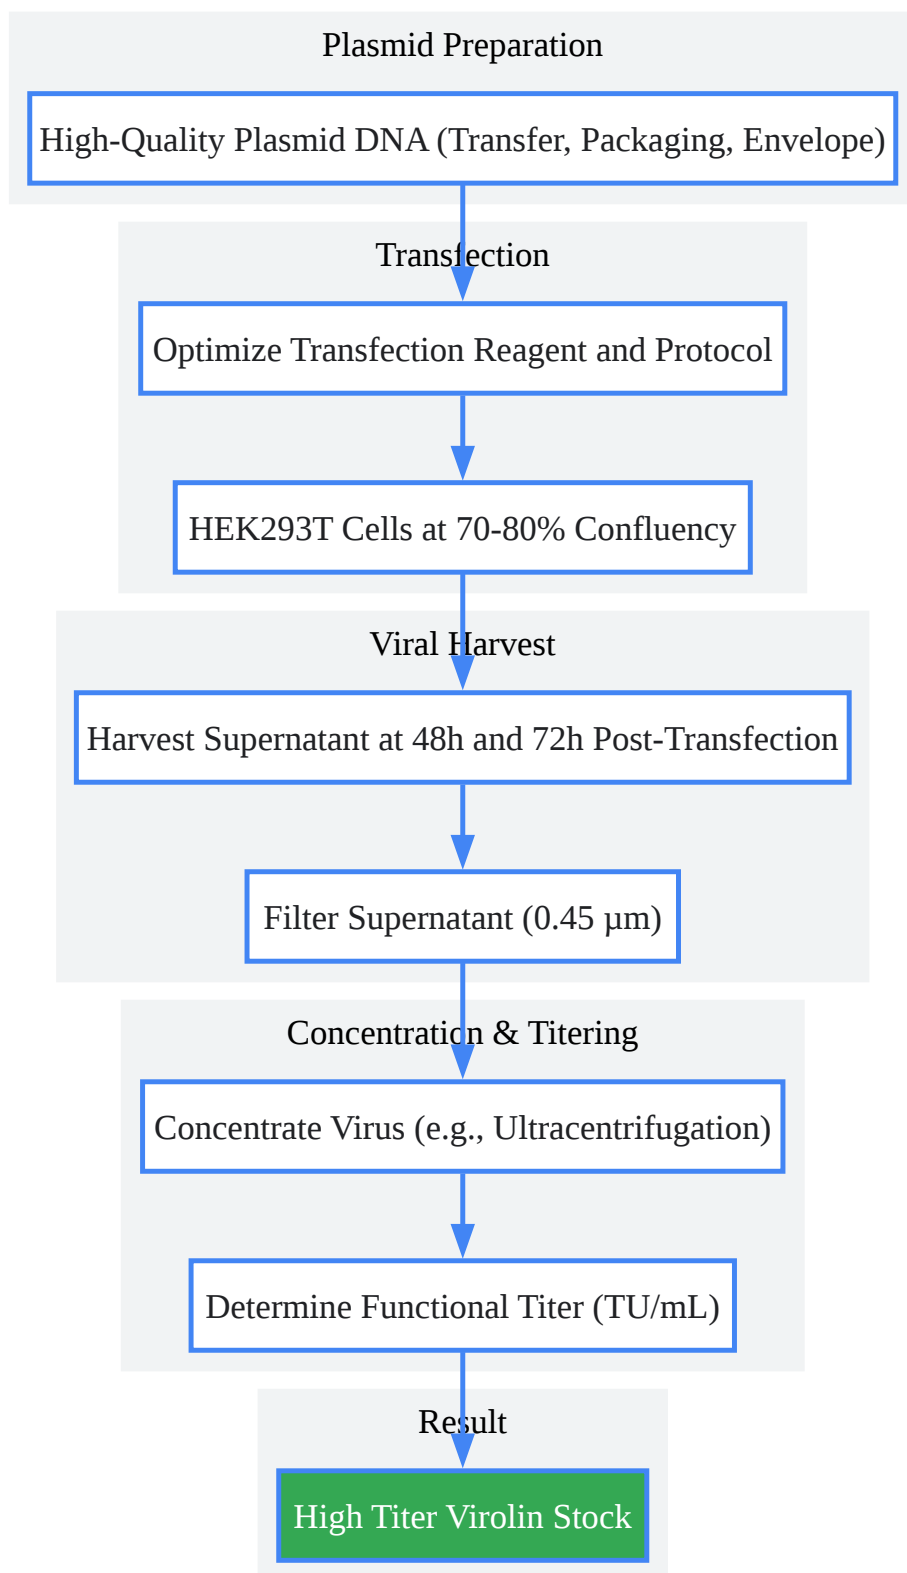 Plasmid Preparation
High-Quality Plasmid DNA (Transfer, Packaging, Envelope)
Transfection
Optimize Transfection Reagent and Protocol
HEK293T Cells at 70-80% Confluency
Viral Harvest
Harvest Supernatant at 48h and 72h Post-Transfection
Filter Supernatant (0.45 µm)
Concentration & Titering
Concentrate Virus (e.g., Ultracentrifugation)
Determine Functional Titer (TU/mL)
Result
High Titer Virolin Stock